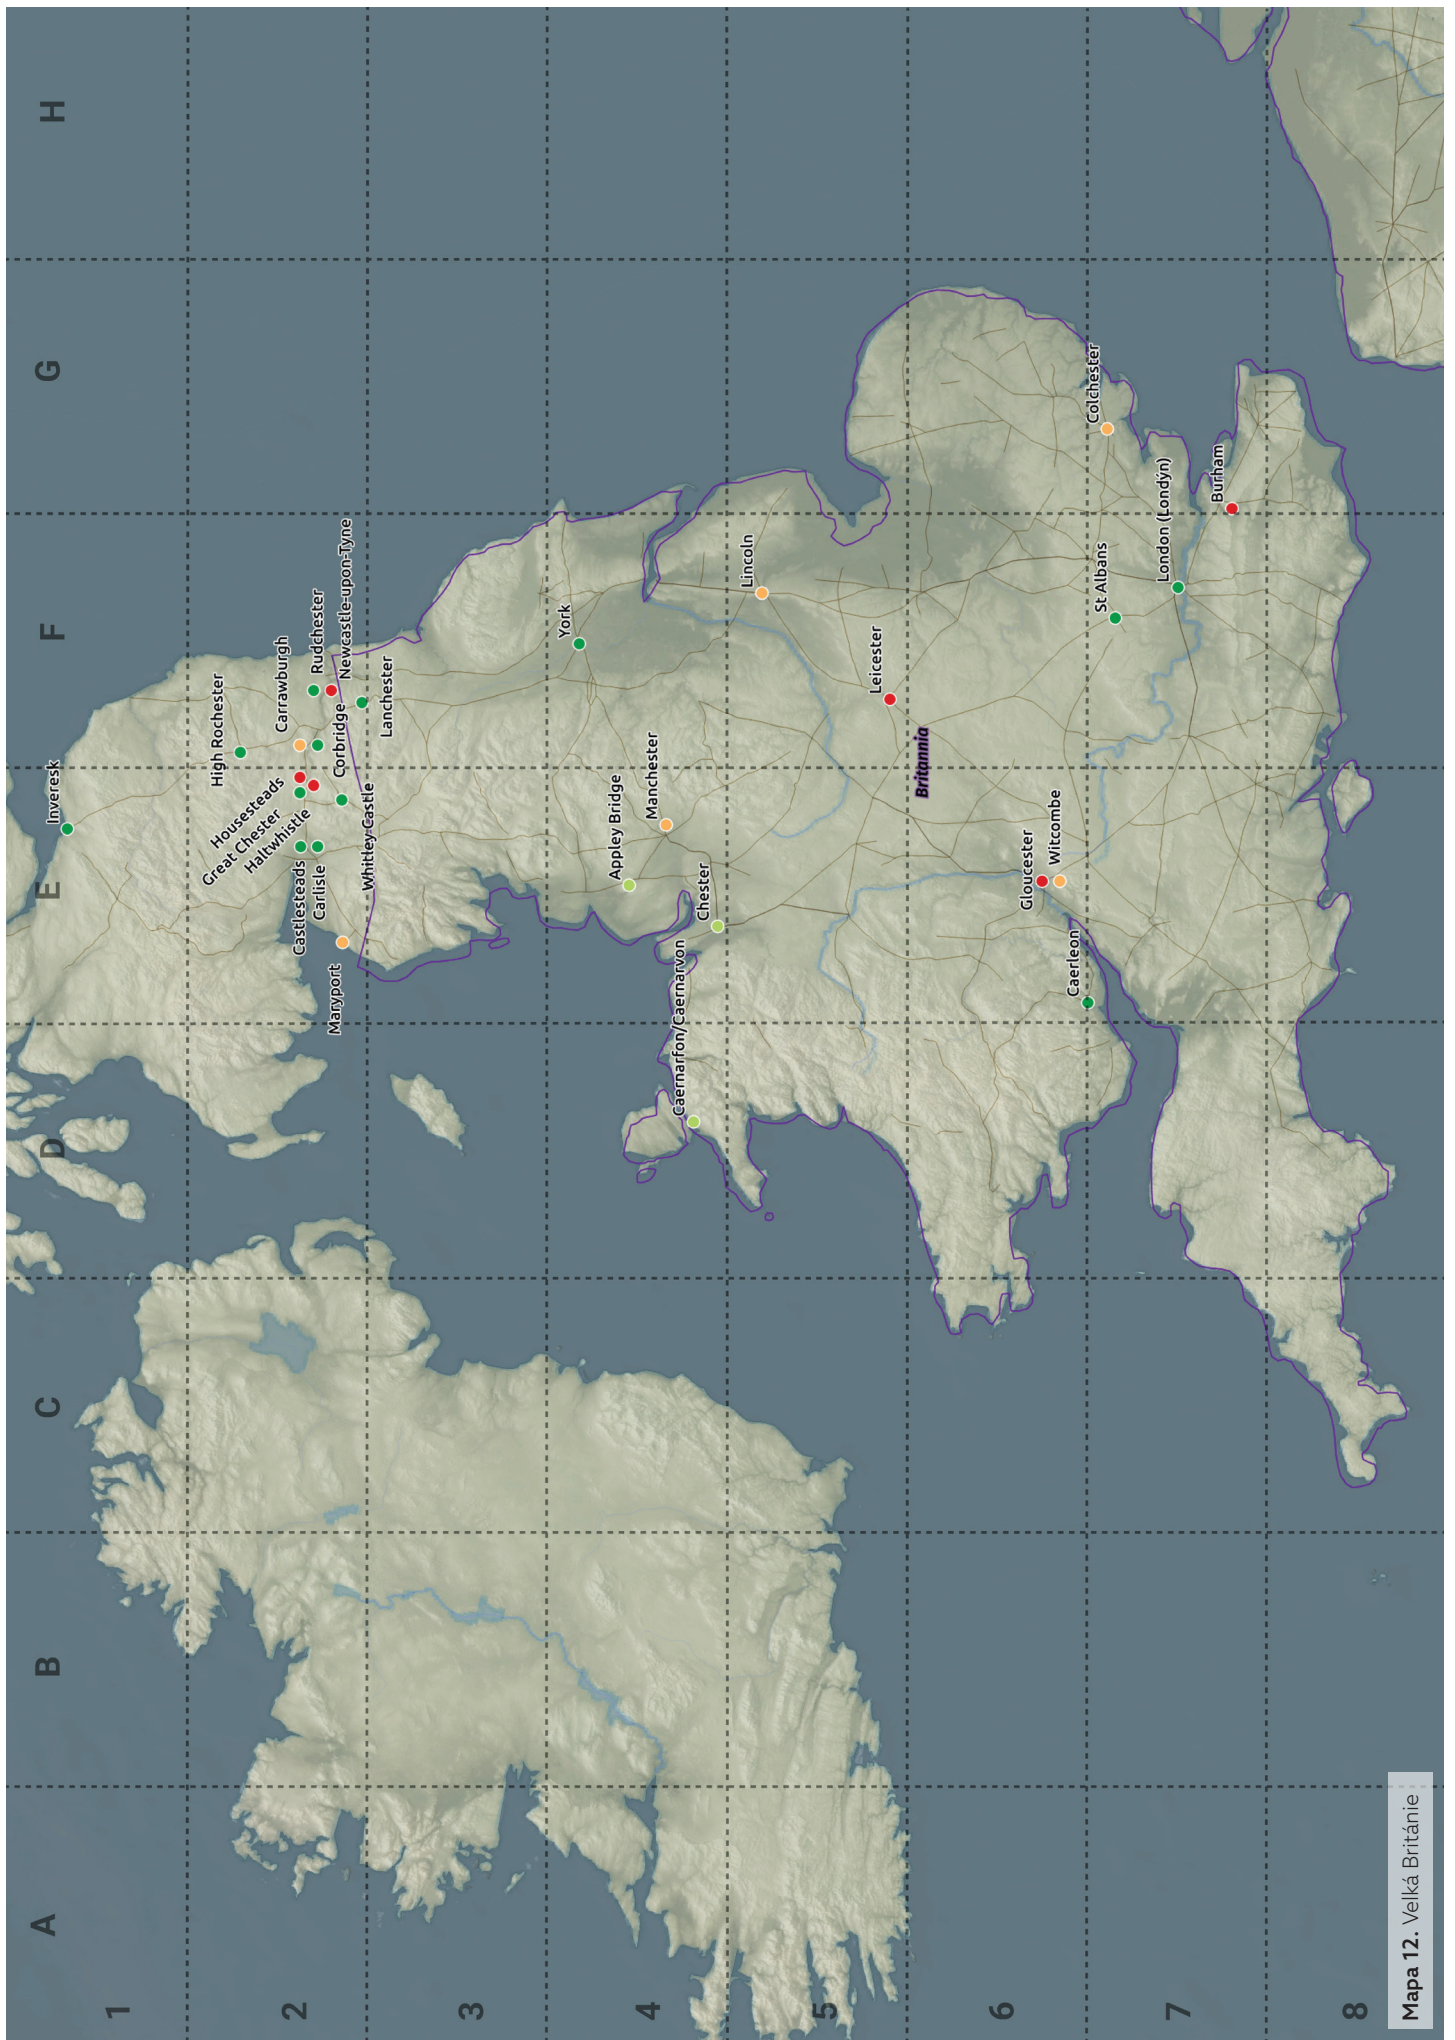 A
B
C
D
E
F
G
H
1
2
3
4
5
6
7
8
Inveresk
High Rochester
Carrawburgh
Rudchester
Newcastle-upon-Tyne
Housesteads
Great Chester
Haltwhistle
Corbridge
Lanchester
Castlesteads
Carlisle
Whitley Castle
Maryport
York
Appley Bridge
Manchester
Chester
Caernarfon/Caernarvon
Lincoln
Leicester
Britannia
Gloucester
Witcombe
Caerleon
Colchester
St Albans
London (Londýn)
Burham
Mapa 12. Velká Británie